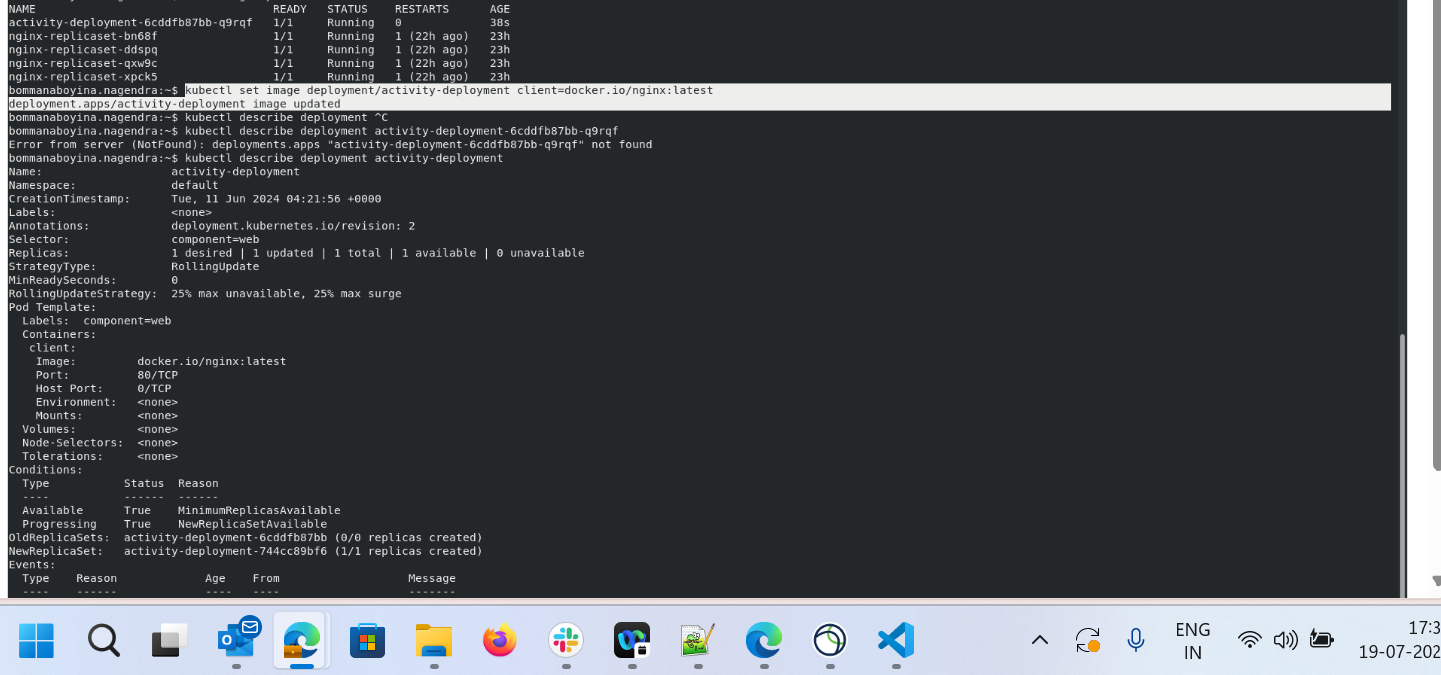 NAME                                   READY   STATUS    RESTARTS      AGE
activity-deployment-6cddfb87bb-q9rqf   1/1     Running   0             38s
nginx-replicaset-bn68f                 1/1     Running   1 (22h ago)   23h
nginx-replicaset-ddspq                 1/1     Running   1 (22h ago)   23h
nginx-replicaset-qxw9c                 1/1     Running   1 (22h ago)   23h
nginx-replicaset-xpck5                 1/1     Running   1 (22h ago)   23h
bommanaboyina.nagendra:~$ kubectl set image deployment/activity-deployment client=docker.io/nginx:latest
deployment.apps/activity-deployment image updated
bommanaboyina.nagendra:~$ kubectl describe deployment ^C
bommanaboyina.nagendra:~$ kubectl describe deployment activity-deployment-6cddfb87bb-q9rqf
Error from server (NotFound): deployments.apps "activity-deployment-6cddfb87bb-q9rqf" not found
bommanaboyina.nagendra:~$ kubectl describe deployment activity-deployment
Name:                   activity-deployment
Namespace:              default
CreationTimestamp:      Tue, 11 Jun 2024 04:21:56 +0000
Labels:                 <none>
Annotations:            deployment.kubernetes.io/revision: 2
Selector:               component=web
Replicas:               1 desired | 1 updated | 1 total | 1 available | 0 unavailable
StrategyType:           RollingUpdate
MinReadySeconds:        0
RollingUpdateStrategy:  25% max unavailable, 25% max surge
Pod Template:
  Labels:  component=web
  Containers:
   client:
    Image:         docker.io/nginx:latest
    Port:          80/TCP
    Host Port:     0/TCP
    Environment:   <none>
    Mounts:        <none>
  Volumes:         <none>
  Node-Selectors:  <none>
  Tolerations:     <none>
Conditions:
  Type           Status  Reason
  ----           ------  ------
  Available      True    MinimumReplicasAvailable
  Progressing    True    NewReplicaSetAvailable
OldReplicaSets:  activity-deployment-6cddfb87bb (0/0 replicas created)
NewReplicaSet:   activity-deployment-744cc89bf6 (1/1 replicas created)
Events:
  Type    Reason             Age   From                   Message
  ----    ------             ----  ----                   -------
ENG
IN
17:3
19-07-202